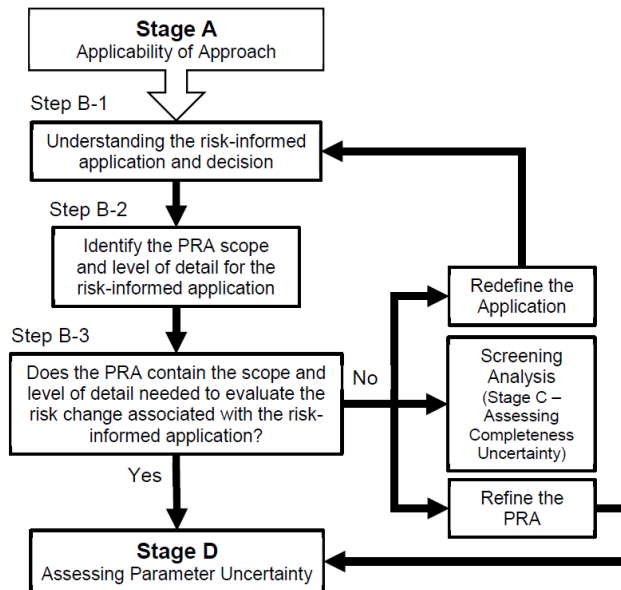 Stage A
Applicability of Approach
Step B-1
Understanding the risk-informed
application and decision
Step B-2
Identify the PRA scope
and level of detail for the
risk-informed application
Step B-3
Does the PRA contain the scope and
level of detail needed to evaluate the
risk change associated with the risk-
informed application?
No
Yes
Redefine the
Application
Screening
Analysis
(Stage C –
Assessing
Completeness
Uncertainty)
Refine the
PRA
Stage D
Assessing Parameter Uncertainty